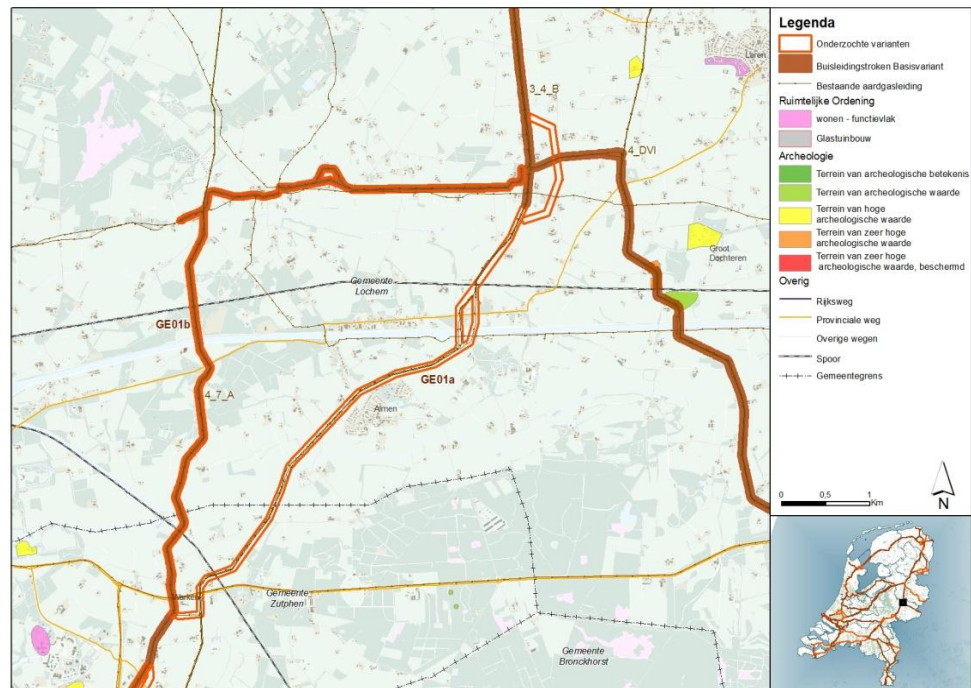 3_4_B
Laren
4_DVI
Groot
Dochteren
Gemeente
Lochem
GE01b
GE01a
4_7_A
Almen
Warken
Gemeente
Zutphen
Gemeente
Bronckhorst
Legenda
Onderzochte varianten
Buisleidingstroken Basisvariant
Bestaande aardgasleiding
Ruimtelijke Ordening
wonen - functievlak
Glastuinbouw
Archeologie
Terrein van archeologische betekenis
Terrein van archeologische waarde
Terrein van hoge
archeologische waarde
Terrein van zeer hoge
archeologische waarde
Terrein van zeer hoge
archeologische waarde, beschermd
Overig
Rijksweg
Provinciale weg
Overige wegen
Spoor
Gemeentegrens
0 0,5 1
Km
N